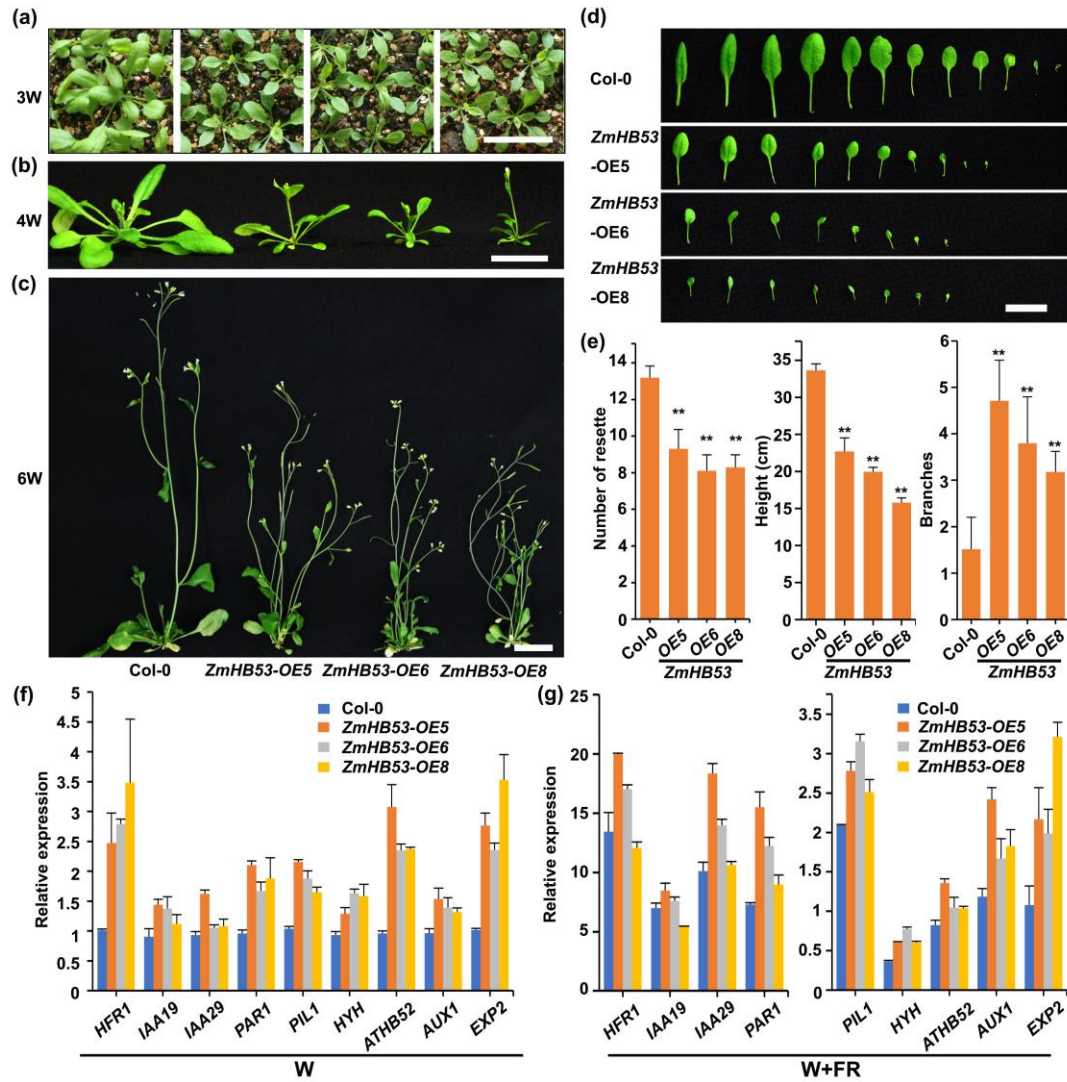 (a)
3W
(b)
4W
(c)
6W
Col-0 ZmHB53-OE5 ZmHB53-OE6 ZmHB53-OE8
(d)
Col-0
ZmHB53
-OE5
ZmHB53
-OE6
ZmHB53
-OE8
(e)
Number of resette
14
12
10
8
6
4
2
0
Col-0 OE5 OE6 OE8
ZmHB53
** ** **
Height (cm)
35
30
25
20
15
10
5
0
Col-0 OE5 OE6 OE8
ZmHB53
** ** **
Branches
6
5
4
3
2
1
0
Col-0 OE5 OE6 OE8
ZmHB53
** ** **
(f)
Relative expression
5
4.5
4
3.5
3
2.5
2
1.5
1
0.5
0
Col-0
ZmHB53-OE5
ZmHB53-OE6
ZmHB53-OE8
HFR1 IAA19 IAA29 PAR1 PIL1 HYH ATHB52 AUX1 EXP2
W
(g)
Relative expression
25
20
15
10
5
0
HFR1 IAA19 IAA29 PAR1
3.5
3
2.5
2
1.5
1
0.5
0
Col-0
ZmHB53-OE5
ZmHB53-OE6
ZmHB53-OE8
PIL1 HYH ATHB52 AUX1 EXP2
W+FR